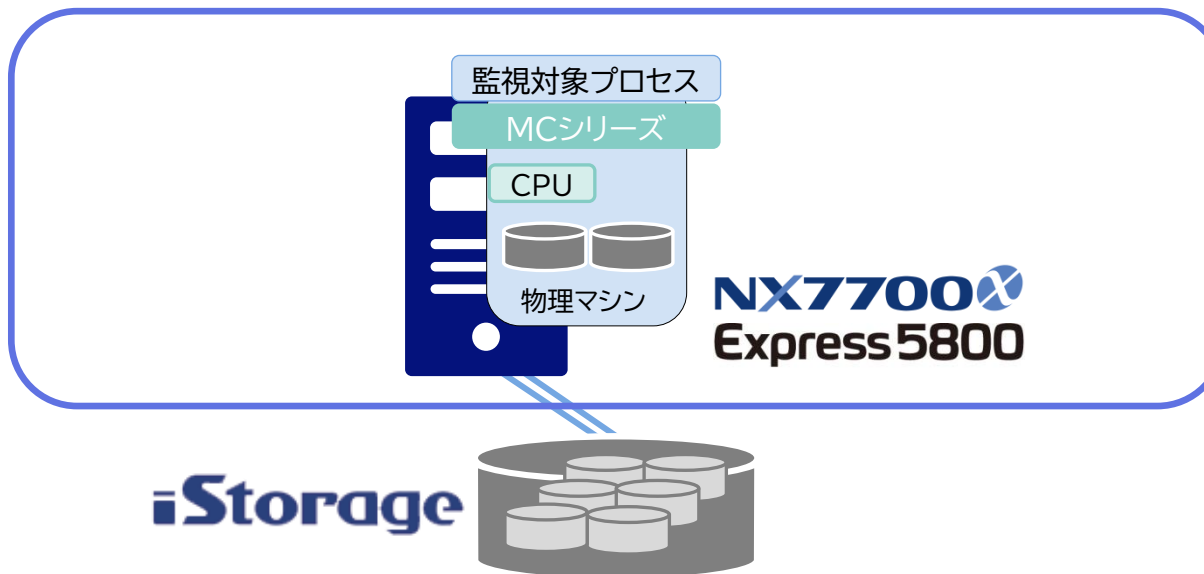 監視対象プロセス
MCシリーズ
CPU
物理マシン
NX7700X
Express5800
iStorage